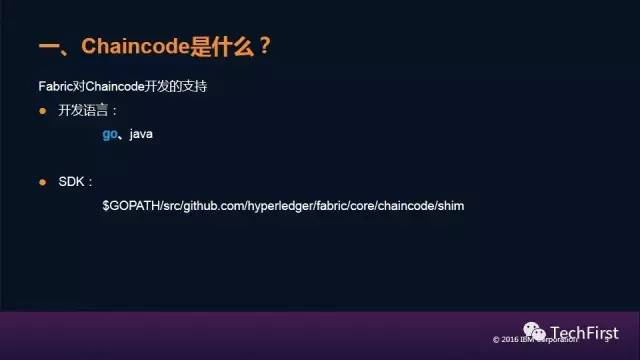 一、Chaincode是什么？
Fabric对Chaincode开发的支持
开发语言：
go、java
SDK：
$GOPATH/src/github.com/hyperledger/fabric/core/chaincode/shim
© 2016 IBM Corporation
TechFirst